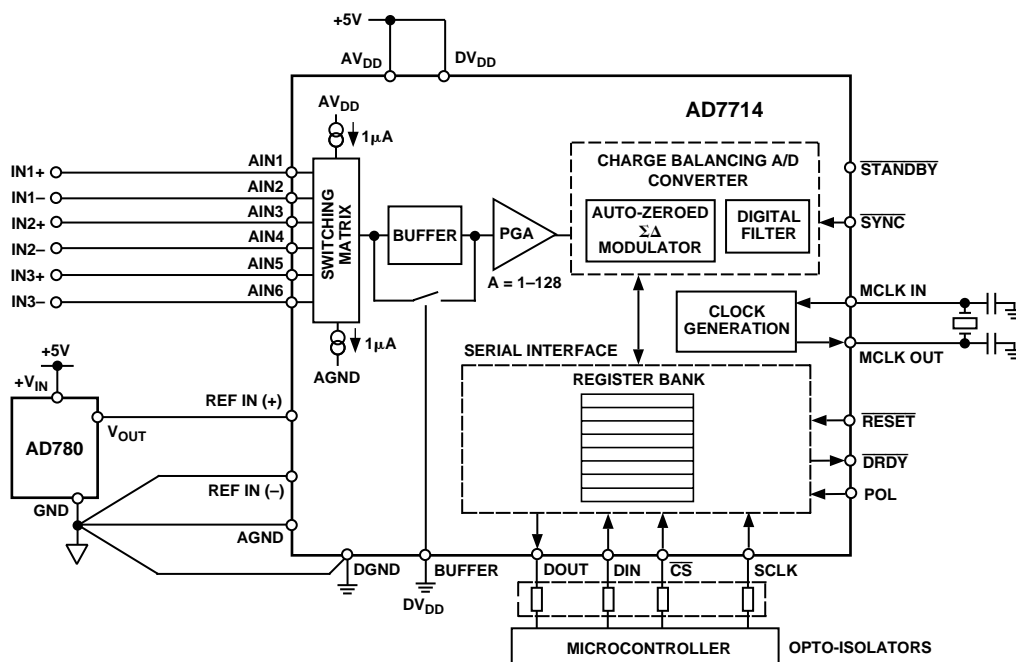 +5V
AVDD
DVDD
AD7714
AVDD
1µA
IN1+
IN1–
IN2+
IN2–
IN3+
IN3–
AIN1
AIN2
AIN3
AIN4
AIN5
AIN6
SWITCHING
MATRIX
BUFFER
PGA
A = 1–128
1µA
AGND
CHARGE BALANCING A/D
CONVERTER
AUTO-ZEROED
ΣΔ
MODULATOR
DIGITAL
FILTER
STANDBY
SYNC
CLOCK
GENERATION
MCLK IN
MCLK OUT
SERIAL INTERFACE
REGISTER BANK
RESET
DRDY
POL
+5V
+VIN
AD780
VOUT
GND
REF IN (+)
REF IN (–)
AGND
DGND
BUFFER
DVDD
DOUT
DIN
CS
SCLK
MICROCONTROLLER
OPTO-ISOLATORS